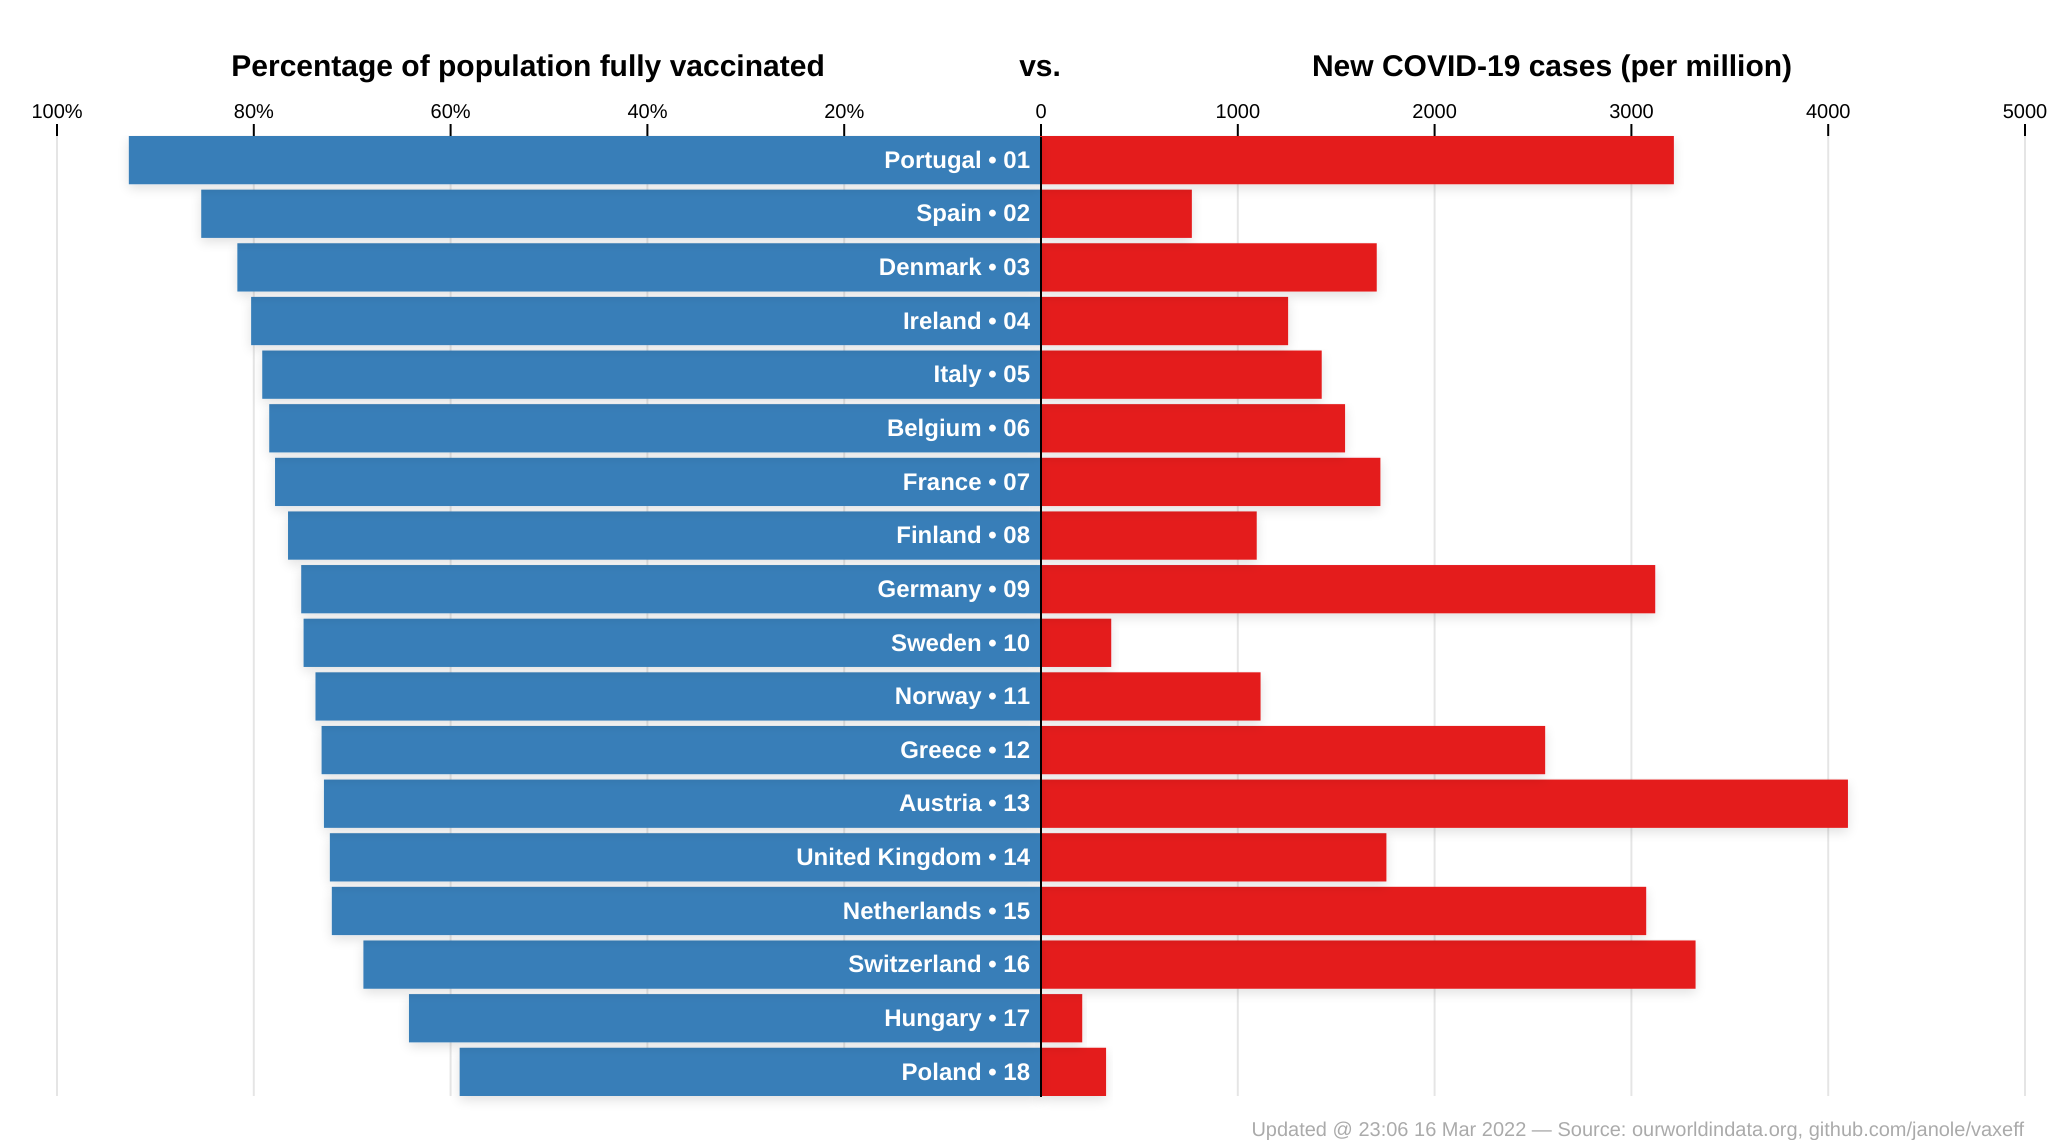 Percentage of population fully vaccinated vs. New COVID-19 cases (per million)
100% 80% 60% 40% 20% 0 1000 2000 3000 4000 5000
Portugal • 01
Spain • 02
Denmark • 03
Ireland • 04
Italy • 05
Belgium • 06
France • 07
Finland • 08
Germany • 09
Sweden • 10
Norway • 11
Greece • 12
Austria • 13
United Kingdom • 14
Netherlands • 15
Switzerland • 16
Hungary • 17
Poland • 18
Updated @ 23:06 16 Mar 2022 — Source: ourworldindata.org, github.com/janole/vaxeff